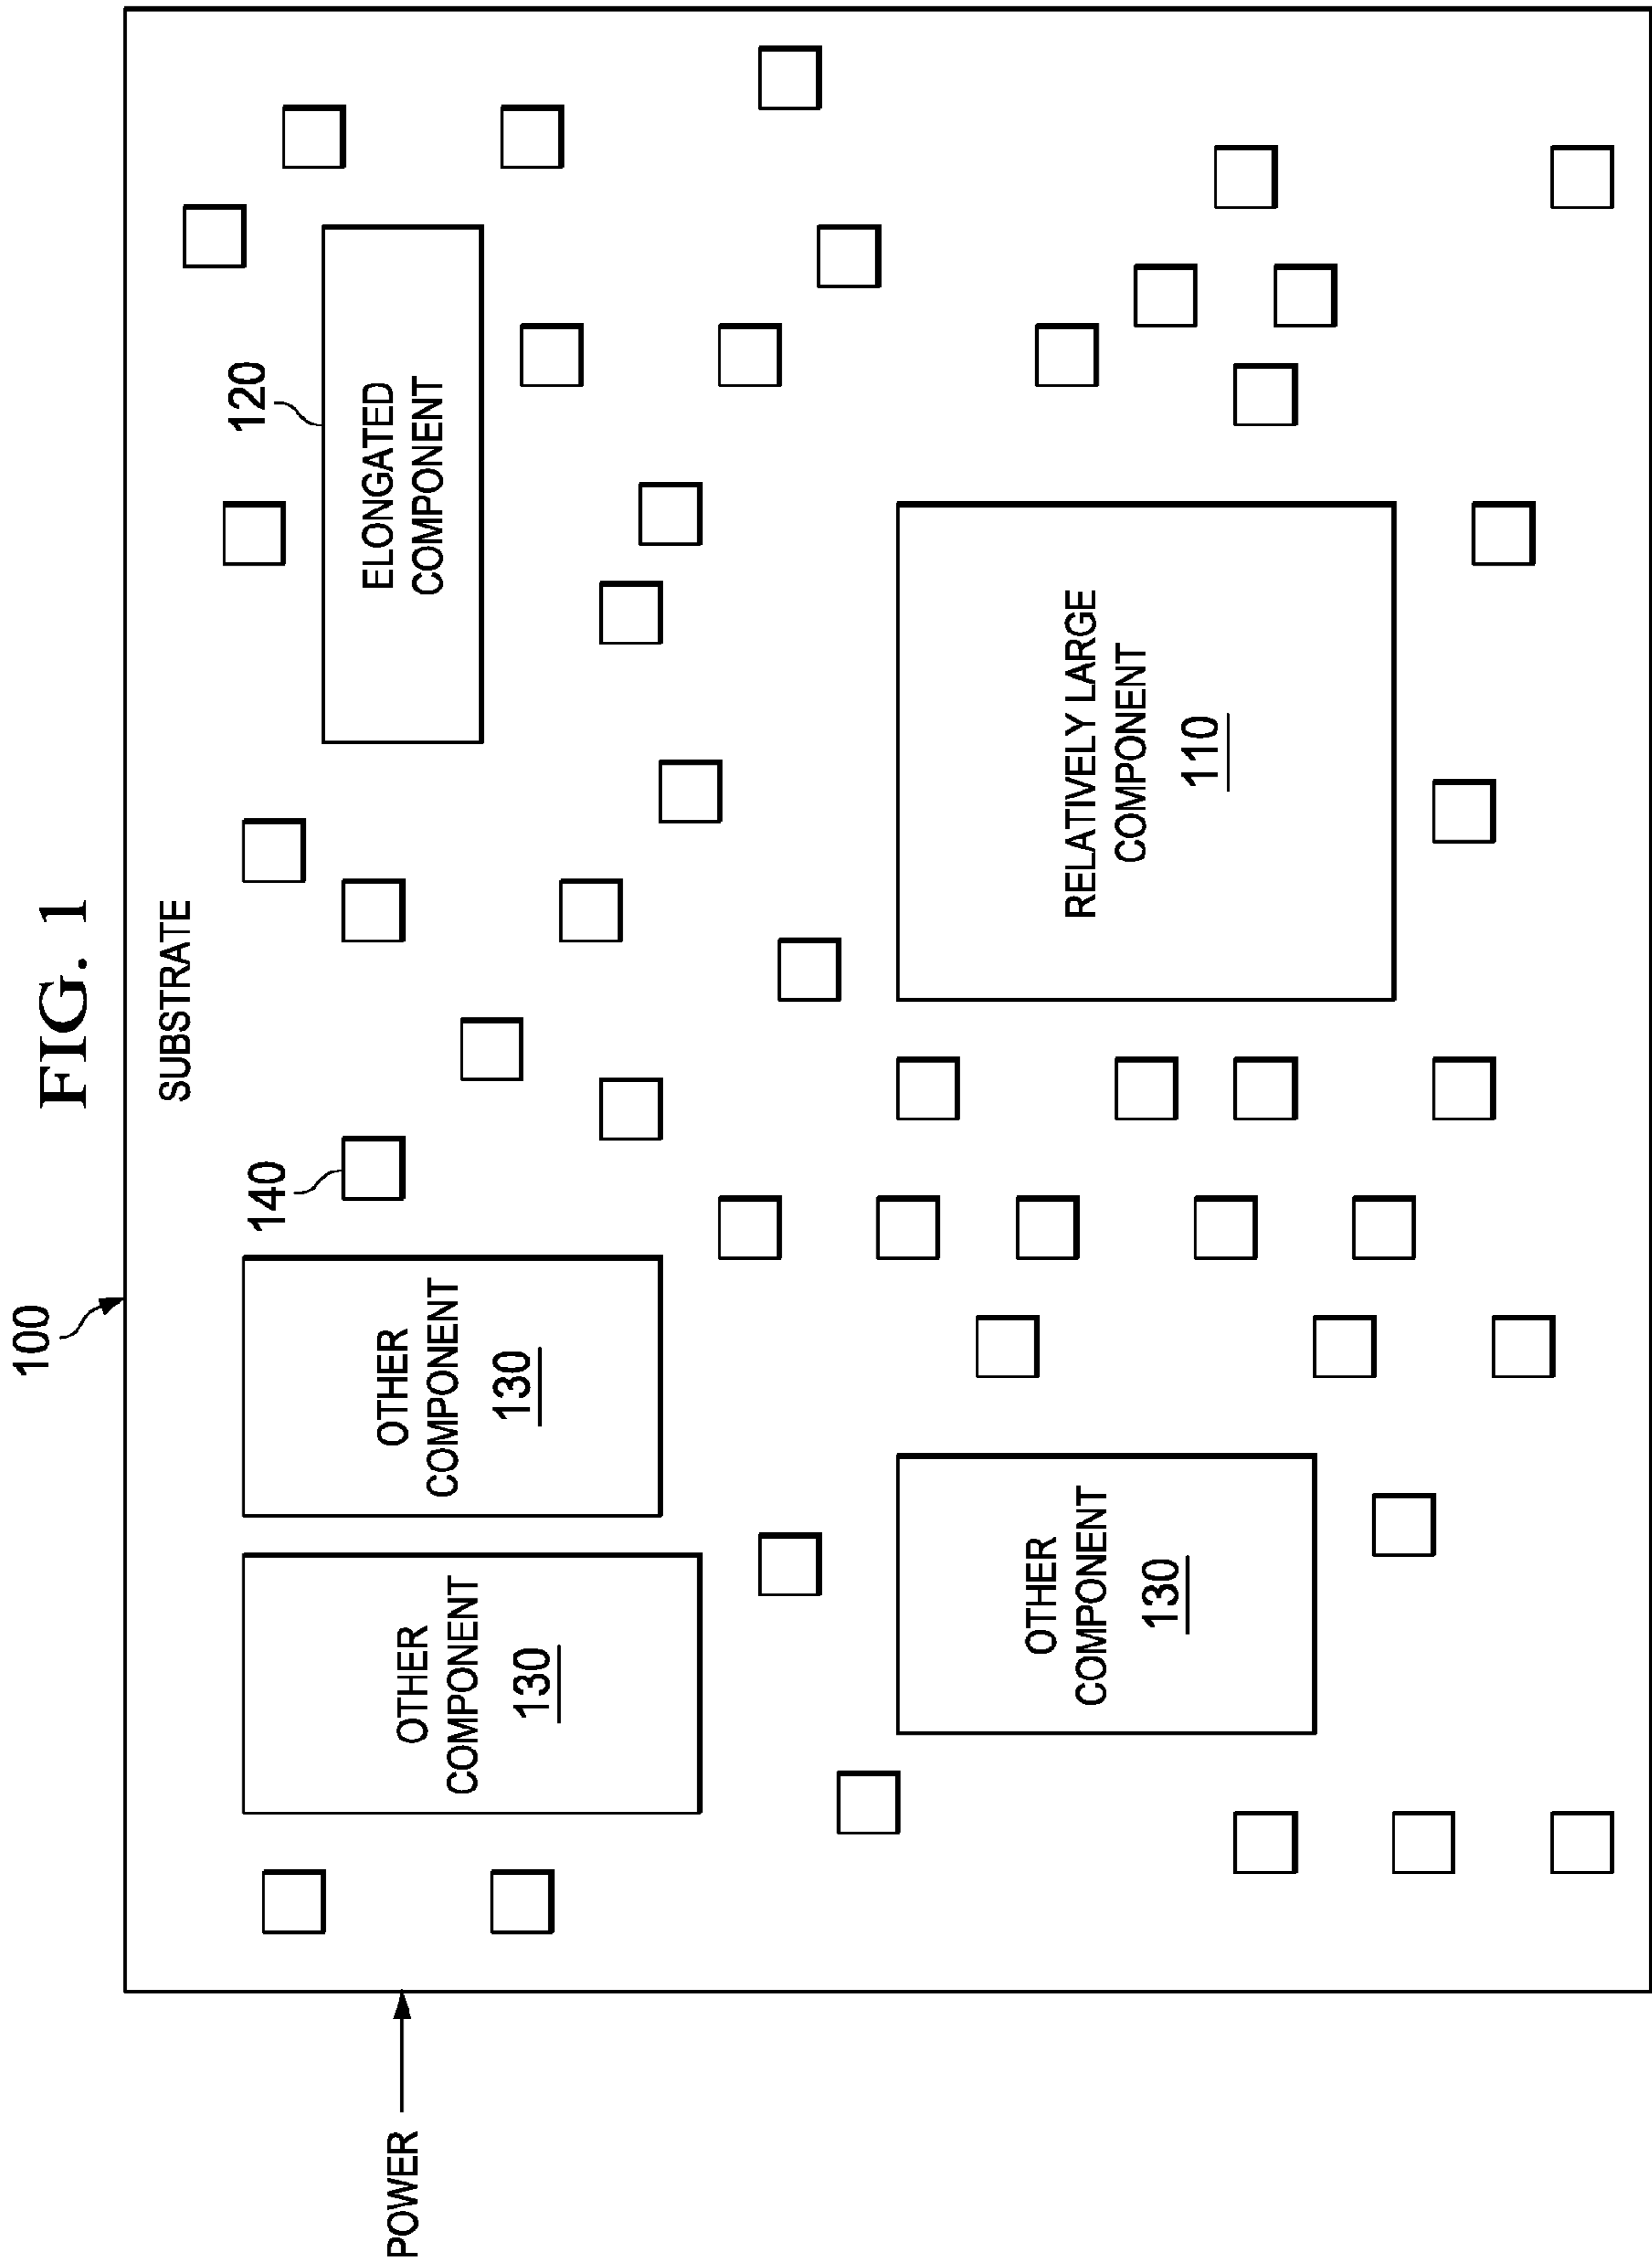 FIG. 1
100
SUBSTRATE
POWER
OTHER
COMPONENT
130
OTHER
COMPONENT
130
140
120
ELONGATED
COMPONENT
OTHER
COMPONENT
130
RELATIVELY LARGE
COMPONENT
110